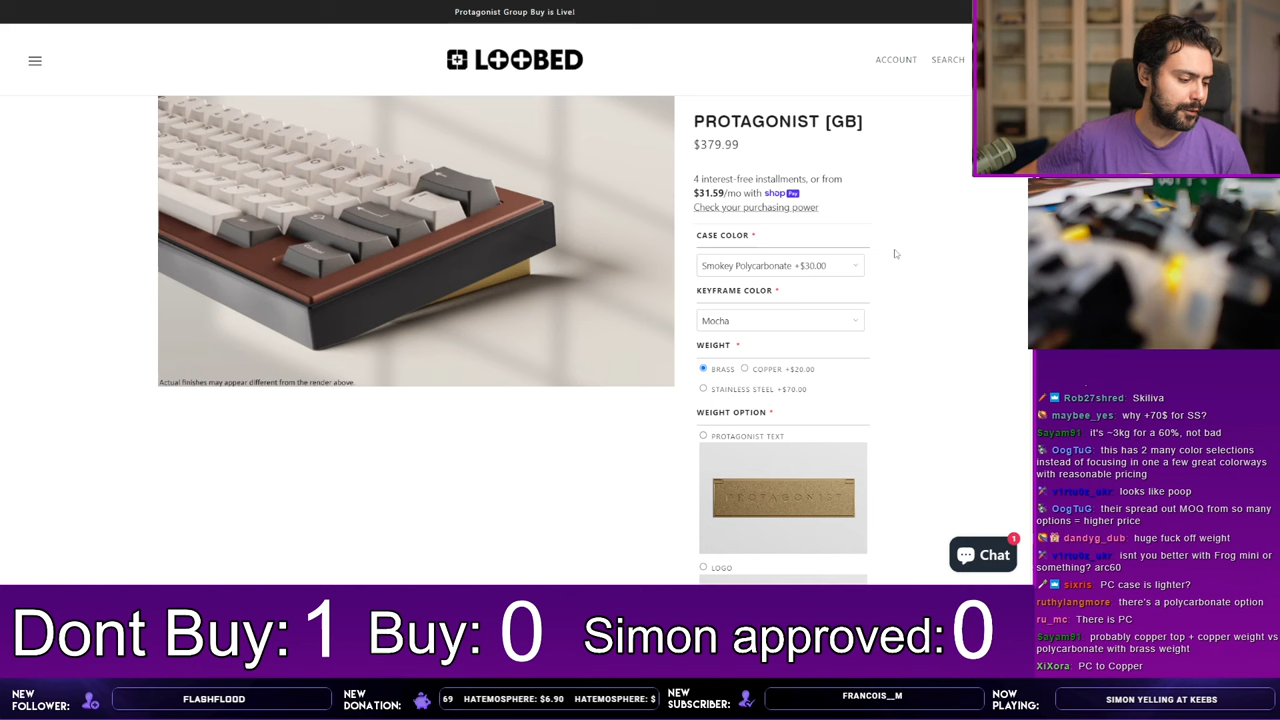 Protagonist Group Buy is Live!
LOOBED
ACCOUNT SEARCH
PROTAGONIST [GB]
$379.99
4 interest-free installments, or from
$31.59/mo with shop Pay
Check your purchasing power
CASE COLOR *
Smokey Polycarbonate +$30.00
KEYFRAME COLOR *
Mocha
WEIGHT *
BRASS COPPER +$20.00
STAINLESS STEEL +$70.00
WEIGHT OPTION *
PROTAGONIST TEXT
PROTAGONIST
LOGO
Actual finishes may appear different from the render above.
Chat
1
Rob27shred: Skiliva
maybee_yes: why +70$ for SS?
Sayam91: it's ~3kg for a 60%, not bad
OogTuG: this has 2 many color selections
instead of focusing in one a few great colorways
with reasonable pricing
v1rtu0z_ukr: looks like poop
OogTuG: their spread out MOQ from so many
options = higher price
dandyg_dub: huge fuck off weight
v1rtu0z_ukr: isnt you better with Frog mini or
something? arc60
sixris: PC case is lighter?
ruthylangmore: there's a polycarbonate option
ru_mc: There is PC
Sayam91: probably copper top + copper weight vs
polycarbonate with brass weight
XiXora: PC to Copper
Dont Buy: 1 Buy: 0 Simon approved: 0
NEW
FOLLOWER:
FLASHFLOOD
NEW
DONATION:
69 HATEMOSPHERE: $6.90 HATEMOSPHERE: $
NEW
SUBSCRIBER:
FRANCOIS__M
NOW
PLAYING:
SIMON YELLING AT KEEBS